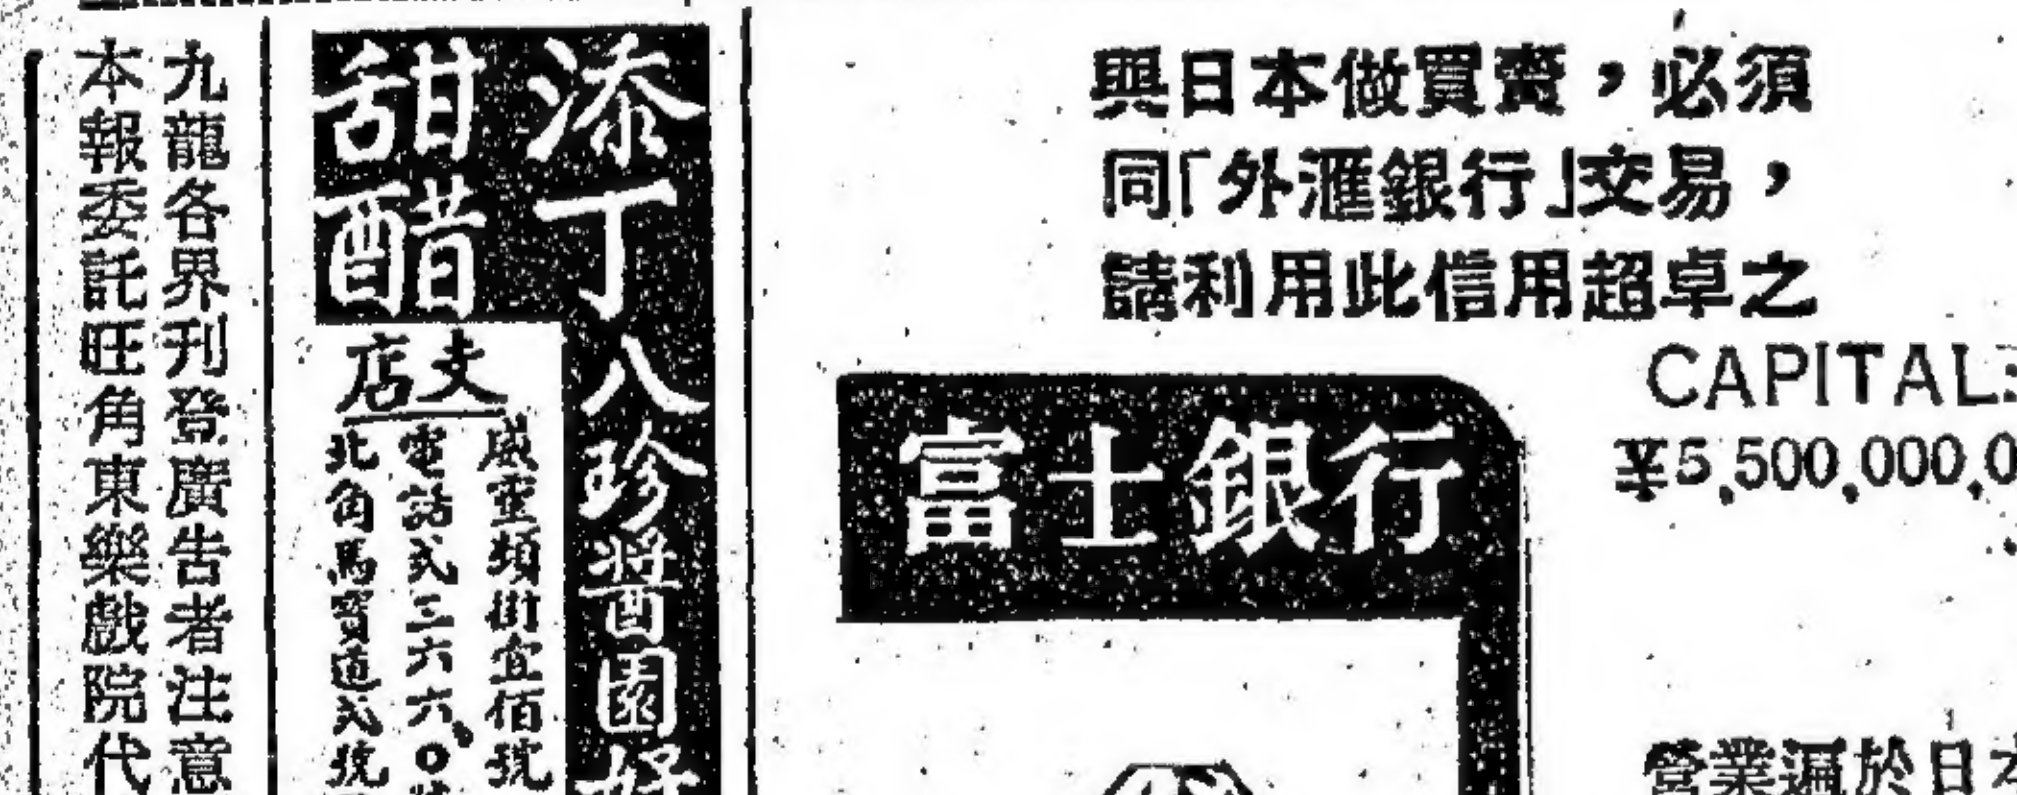 九龍各界刊登廣告者注意
本報委託旺角東樂戲院代
添丁
甜醋
八珍醬園
支店
威靈頓街壹佰號
電話弍三六六〇
北角馬寶道弍號
與日本做買賣，必須
同「外滙銀行」交易，
請利用此信用超卓之
富士銀行
CAPITAL:
¥5,500,000,0
營業遍於日本